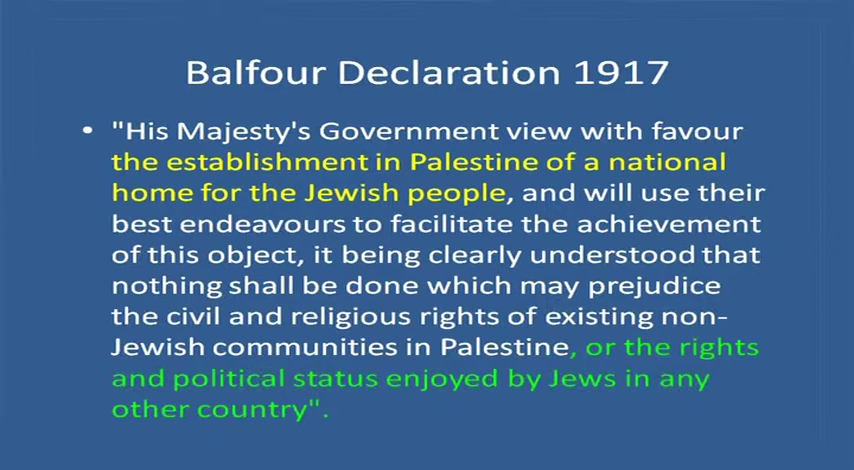 Balfour Declaration 1917
• "His Majesty's Government view with favour
the establishment in Palestine of a national
home for the Jewish people, and will use their
best endeavours to facilitate the achievement
of this object, it being clearly understood that
nothing shall be done which may prejudice
the civil and religious rights of existing non-
Jewish communities in Palestine, or the rights
and political status enjoyed by Jews in any
other country".